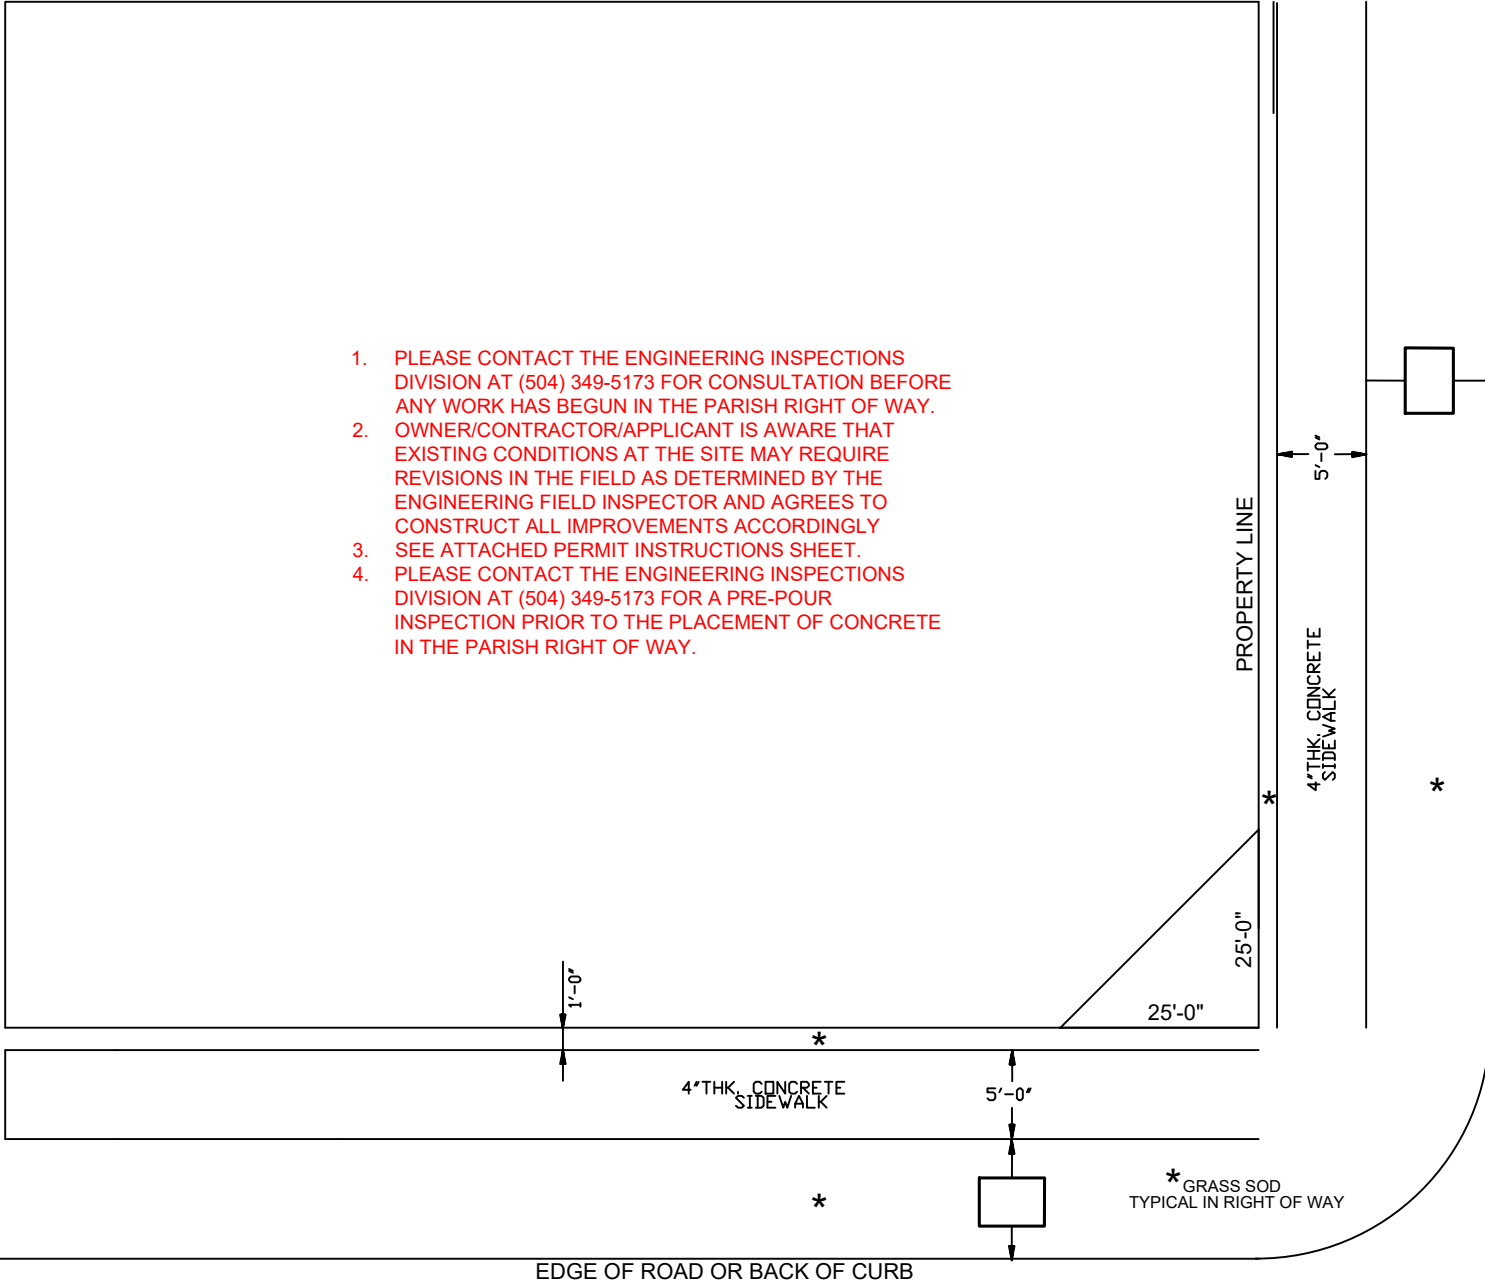 1. PLEASE CONTACT THE ENGINEERING INSPECTIONS
DIVISION AT (504) 349-5173 FOR CONSULTATION BEFORE
ANY WORK HAS BEGUN IN THE PARISH RIGHT OF WAY.
2. OWNER/CONTRACTOR/APPLICANT IS AWARE THAT
EXISTING CONDITIONS AT THE SITE MAY REQUIRE
REVISIONS IN THE FIELD AS DETERMINED BY THE
ENGINEERING FIELD INSPECTOR AND AGREES TO
CONSTRUCT ALL IMPROVEMENTS ACCORDINGLY
3. SEE ATTACHED PERMIT INSTRUCTIONS SHEET.
4. PLEASE CONTACT THE ENGINEERING INSPECTIONS
DIVISION AT (504) 349-5173 FOR A PRE-POUR
INSPECTION PRIOR TO THE PLACEMENT OF CONCRETE
IN THE PARISH RIGHT OF WAY.
5'-0"
PROPERTY LINE
4"THK. CONCRETE
SIDEWALK
*
*
25'-0"
25'-0"
1'-0"
*
4"THK. CONCRETE
SIDEWALK
5'-0"
*
* GRASS SOD
TYPICAL IN RIGHT OF WAY
EDGE OF ROAD OR BACK OF CURB